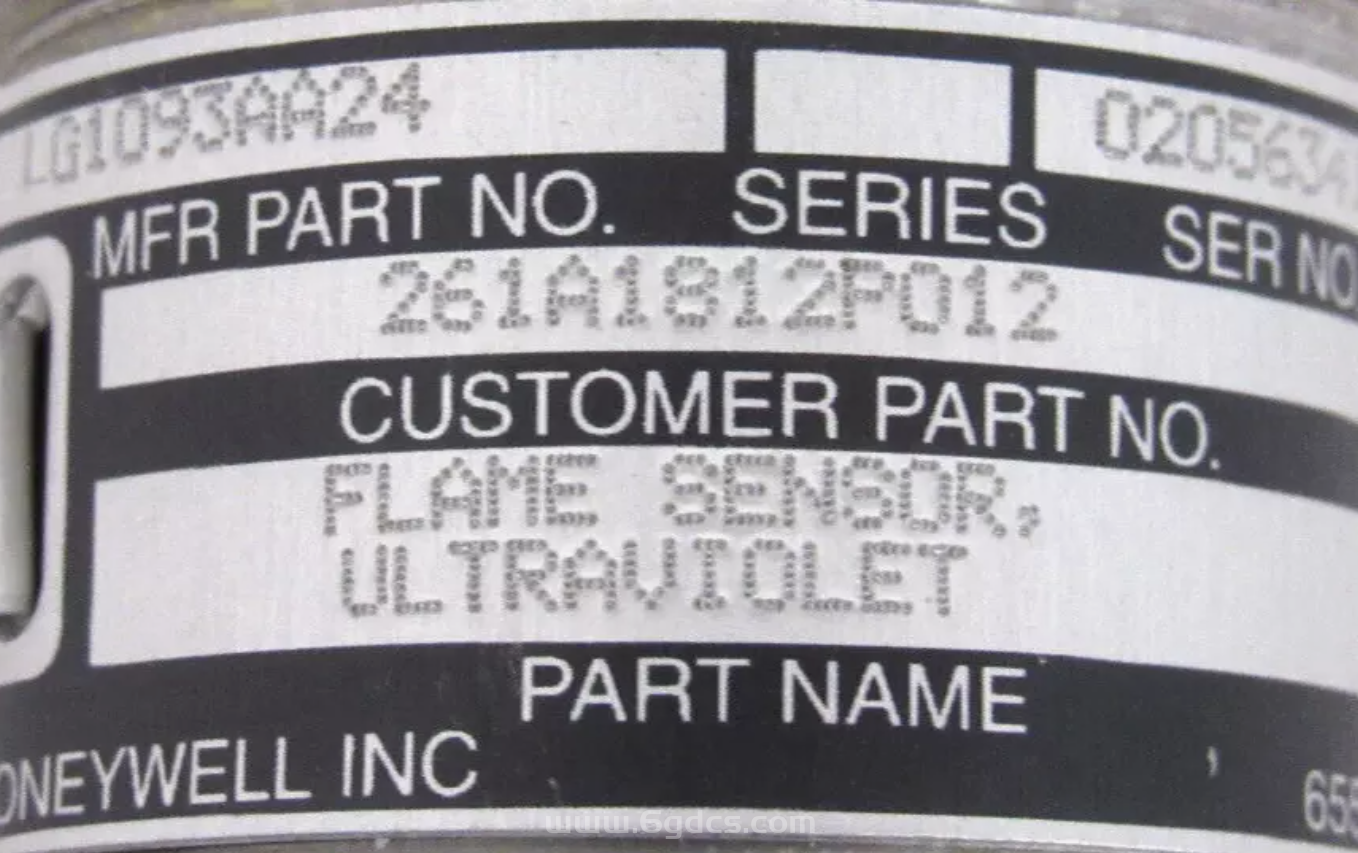 LG1093AA24 0205634
MFR PART NO. SERIES SER NO
261A1812P012
CUSTOMER PART NO.
FLAME SENSOR,
ULTRAVIOLET
PART NAME
ONEYWELL INC
www.6gdcs.com